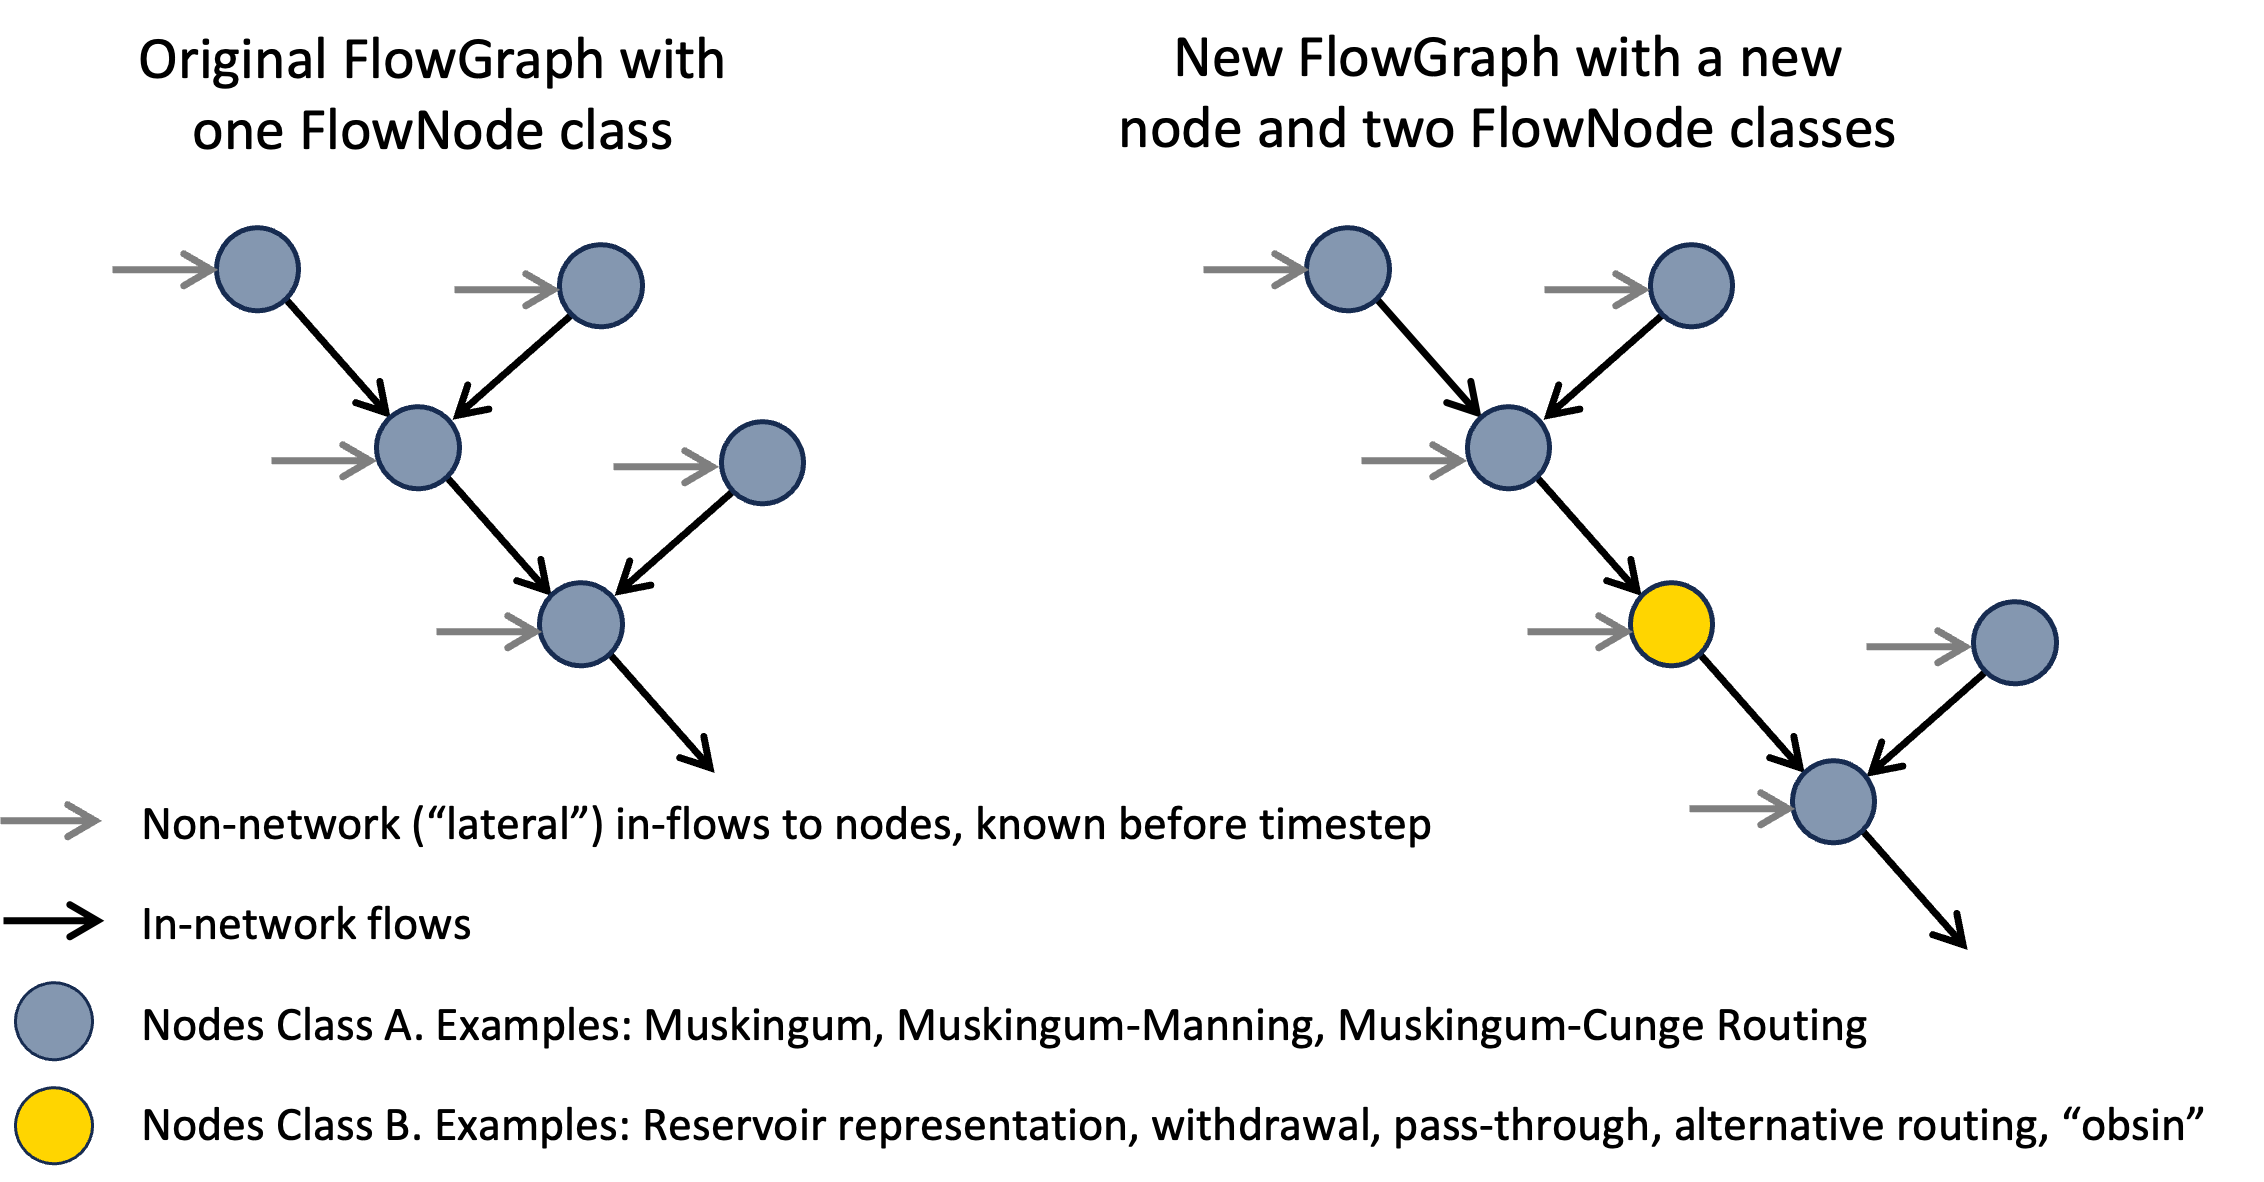 Original FlowGraph with
one FlowNode class
New FlowGraph with a new
node and two FlowNode classes
Non-network (“lateral”) in-flows to nodes, known before timestep
In-network flows
Nodes Class A. Examples: Muskingum, Muskingum-Manning, Muskingum-Cunge Routing
Nodes Class B. Examples: Reservoir representation, withdrawal, pass-through, alternative routing, “obsin”